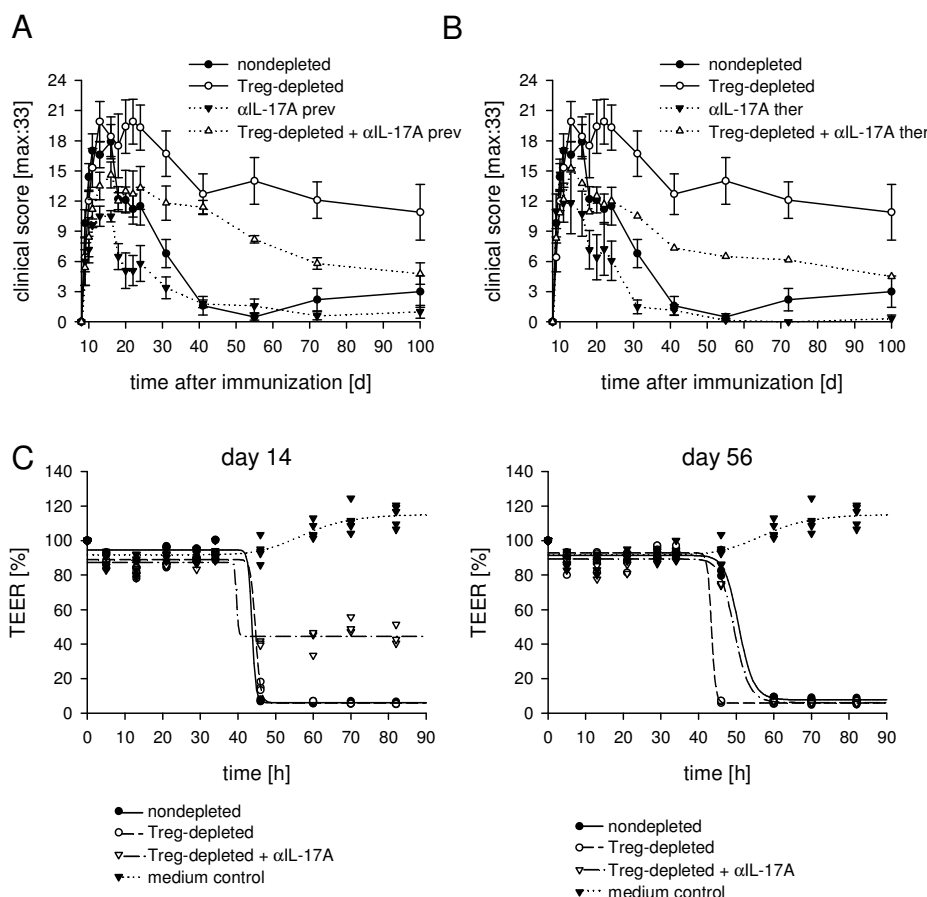 A
nondepleted
Treg-depleted
αIL-17A prev
Treg-depleted + αIL-17A prev
clinical score [max:33]
24
21
18
15
12
9
6
3
0
10 20 30 40 50 60 70 80 90 100
time after immunization [d]
B
nondepleted
Treg-depleted
αIL-17A ther
Treg-depleted + αIL-17A ther
clinical score [max:33]
24
21
18
15
12
9
6
3
0
10 20 30 40 50 60 70 80 90 100
time after immunization [d]
C
day 14
TEER [%]
140
120
100
80
60
40
20
0
0 10 20 30 40 50 60 70 80 90
time [h]
nondepleted
Treg-depleted
Treg-depleted + αIL-17A
medium control
day 56
TEER [%]
140
120
100
80
60
40
20
0
0 10 20 30 40 50 60 70 80 90
time [h]
nondepleted
Treg-depleted
Treg-depleted + αIL-17A
medium control